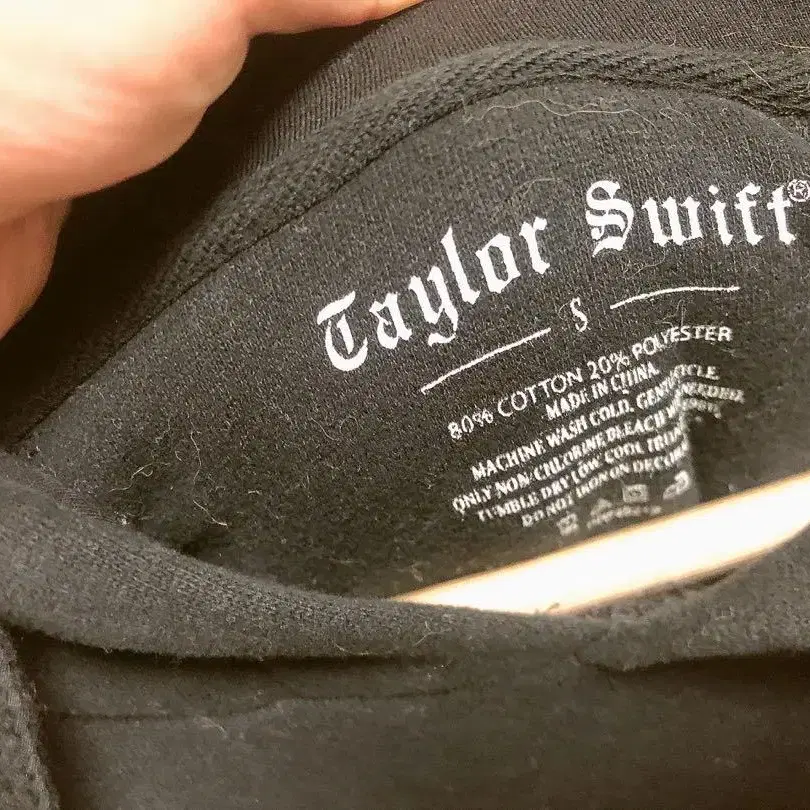 Taylor Swift®
S
80% COTTON 20% POLYESTER
MADE IN CHINA
MACHINE WASH COLD, GENTLE CYCLE
ONLY NON-CHLORINE BLEACH
TUMBLE DRY LOW COOL
DO NOT IRON ON